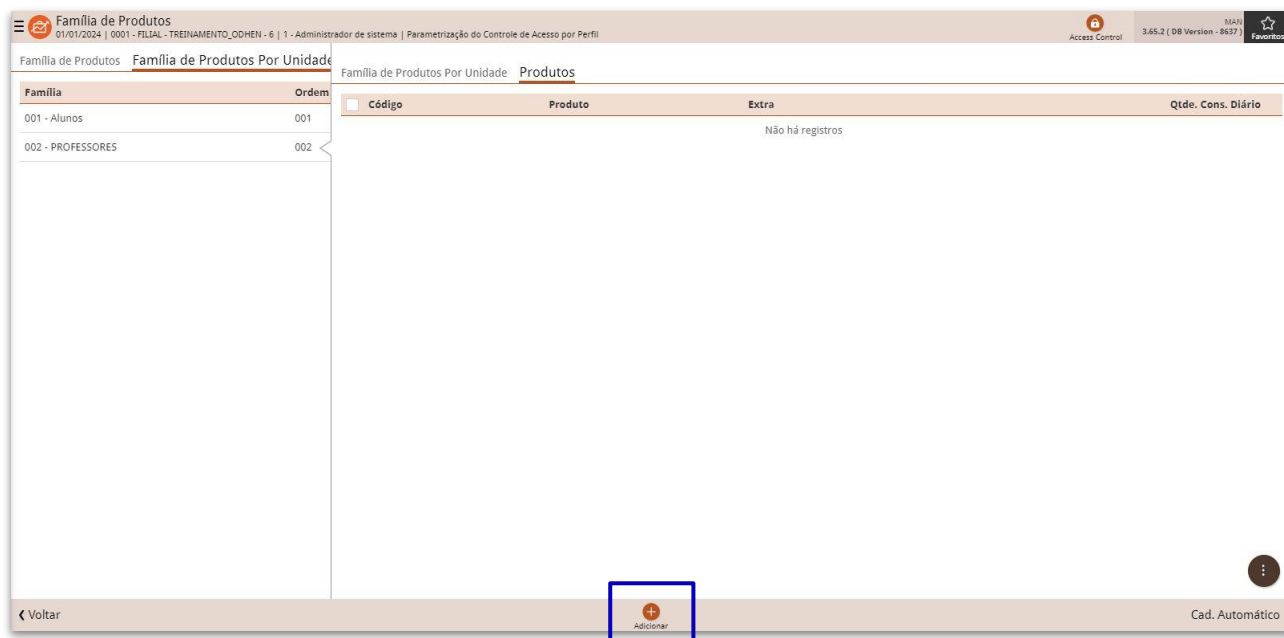 Família de Produtos
01/01/2024 | 0001 - FILIAL - TREINAMENTO_ODHEN - 6 | 1 - Administrador de sistema | Parametrização do Controle de Acesso por Perfil
Access Control
MAN
3.65.2 ( DB Version - 8637 )
Favoritos
Família de Produtos Família de Produtos Por Unidade
Família de Produtos Por Unidade Produtos
Família Ordem
001 - Alunos 001
002 - PROFESSORES 002
Código Produto Extra Qtde. Cons. Diário
Não há registros
Voltar
Adicionar
Cad. Automático